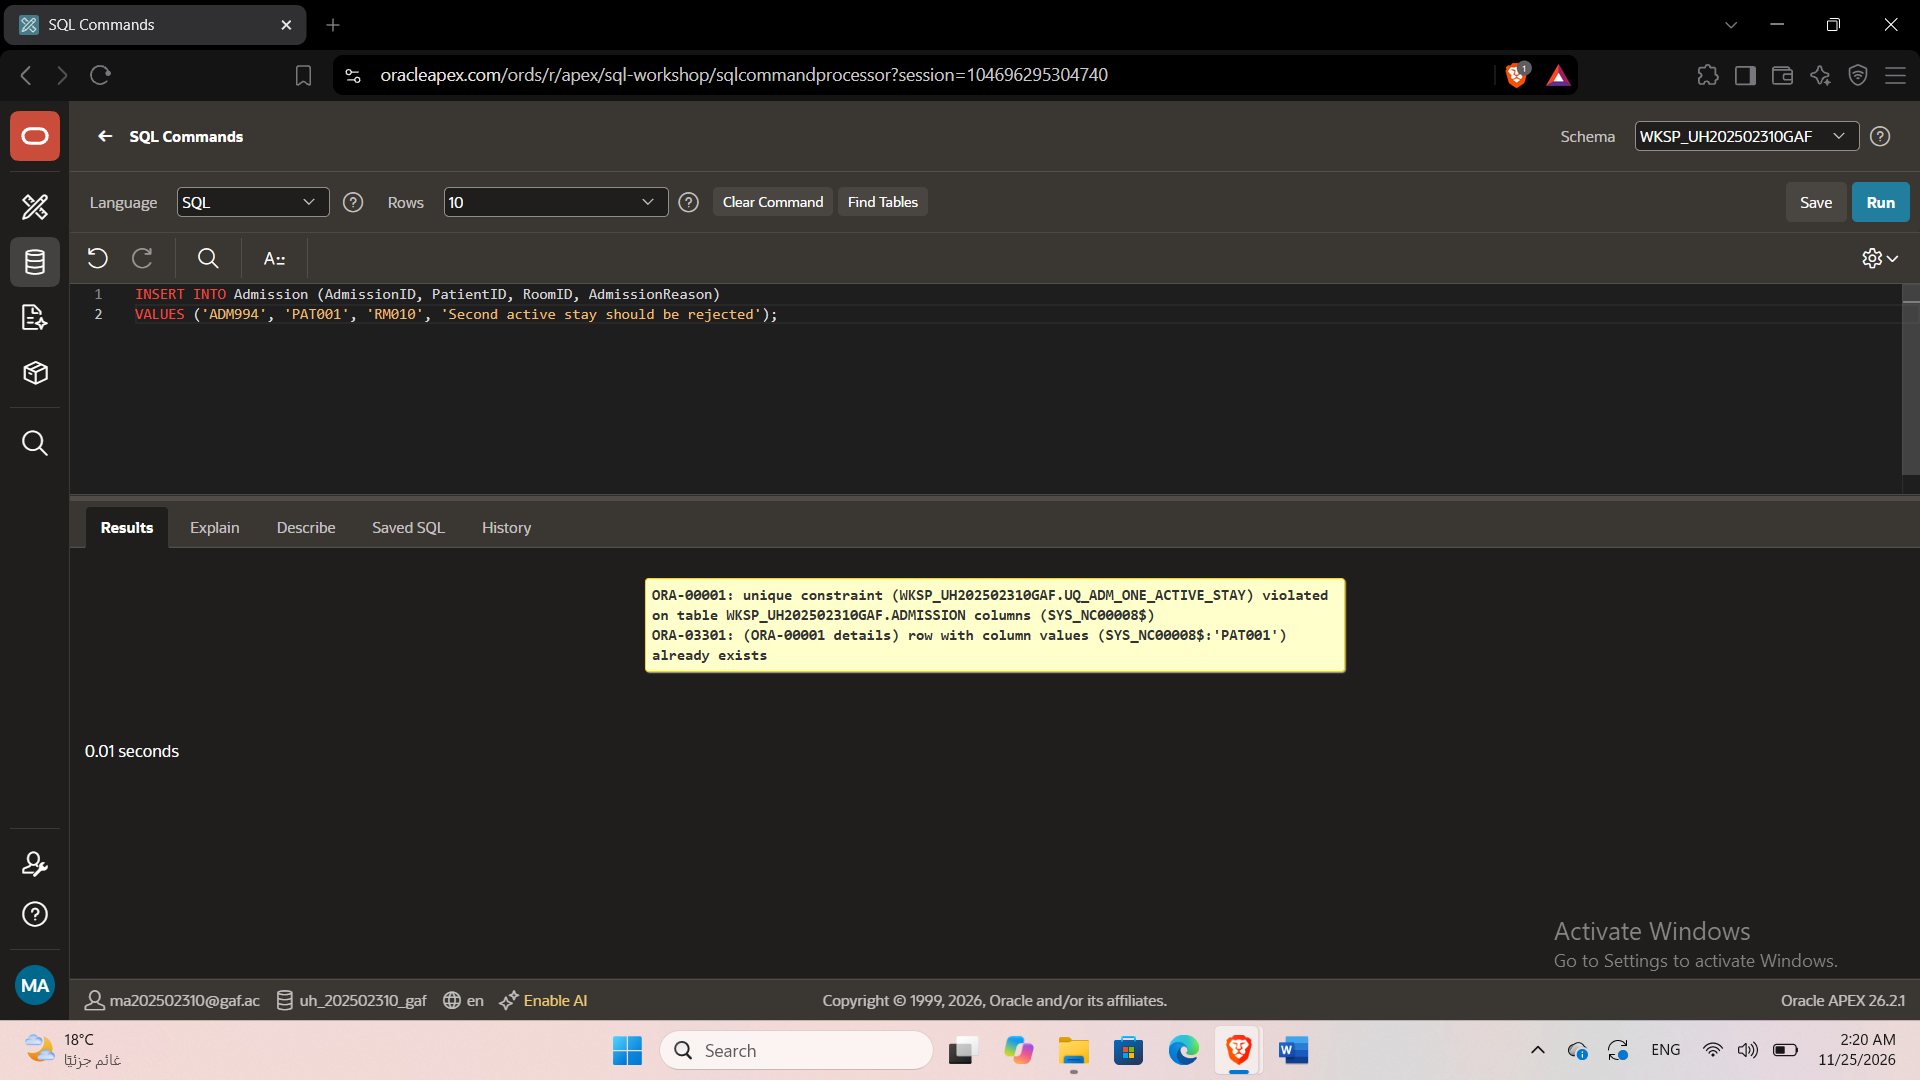 SQL Commands
oracleapex.com/ords/r/apex/sql-workshop/sqlcommandprocessor?session=104696295304740
1
SQL Commands
Schema
WKSP_UH202502310GAF
Language
SQL
Rows
10
Clear Command
Find Tables
Save
Run
1 INSERT INTO Admission (AdmissionID, PatientID, RoomID, AdmissionReason)
2 VALUES ('ADM994', 'PAT001', 'RM010', 'Second active stay should be rejected');
Results
Explain
Describe
Saved SQL
History
ORA-00001: unique constraint (WKSP_UH202502310GAF.UQ_ADM_ONE_ACTIVE_STAY) violated
on table WKSP_UH202502310GAF.ADMISSION columns (SYS_NC00008$)
ORA-03301: (ORA-00001 details) row with column values (SYS_NC00008$:'PAT001')
already exists
0.01 seconds
Activate Windows
Go to Settings to activate Windows.
MA
ma202502310@gaf.ac
uh_202502310_gaf
en
Enable AI
Copyright © 1999, 2026, Oracle and/or its affiliates.
Oracle APEX 26.2.1
18°C
غائم جزئيًا
Search
ENG
2:20 AM
11/25/2026